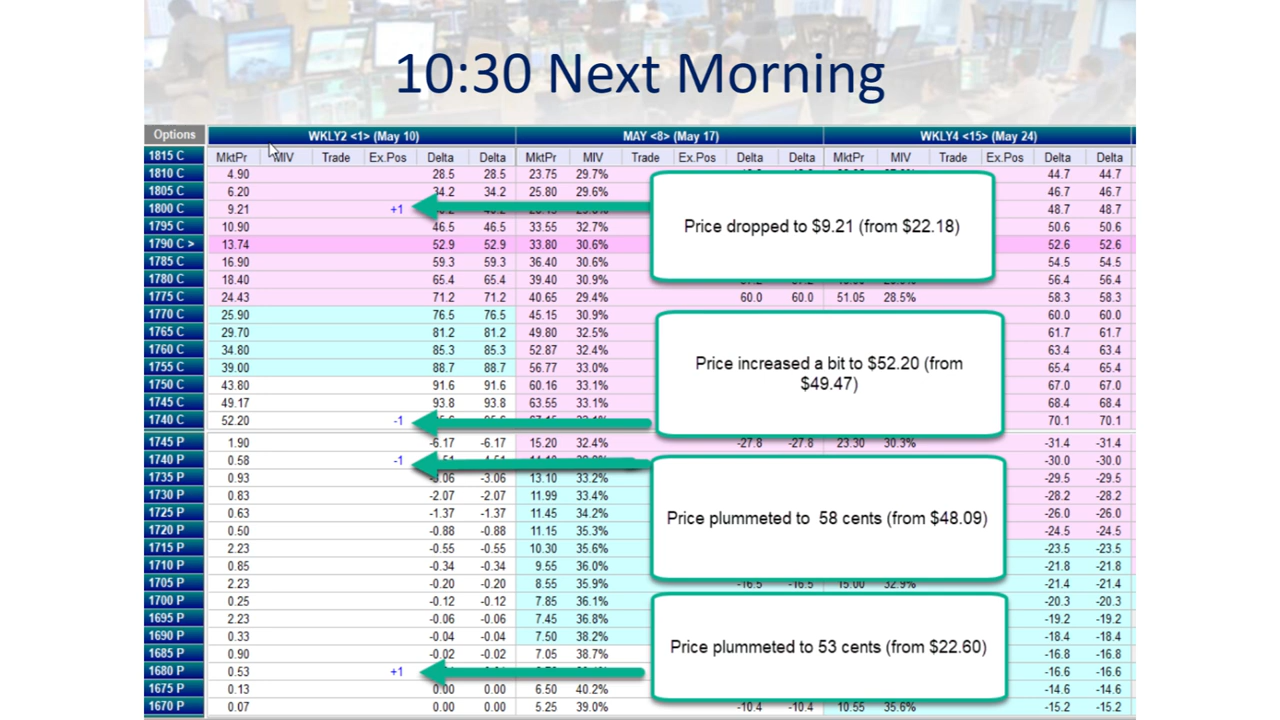 10:30 Next Morning
Options WKLY2 <1> (May 10) MAY <8> (May 17) WKLY4 <15> (May 24)
1815 C MktPr MIV Trade Ex.Pos Delta Delta MktPr MIV Trade Ex.Pos Delta Delta MktPr MIV Trade Ex.Pos Delta Delta
1810 C 4.90 28.5 28.5 23.75 29.7% 44.7 44.7
1805 C 6.20 34.2 34.2 25.80 29.6% 46.7 46.7
1800 C 9.21 +1 48.7 48.7
Price dropped to $9.21 (from $22.18)
1795 C 10.90 46.5 46.5 33.55 32.7% 50.6 50.6
1790 C > 13.74 52.9 52.9 33.80 30.6% 52.6 52.6
1785 C 16.90 59.3 59.3 36.40 30.6% 54.5 54.5
1780 C 18.40 65.4 65.4 39.40 30.9% 56.4 56.4
1775 C 24.43 71.2 71.2 40.65 29.4% 60.0 60.0 51.05 28.5% 58.3 58.3
1770 C 25.90 76.5 76.5 45.15 30.9% 60.0 60.0
1765 C 29.70 81.2 81.2 49.80 32.5% 61.7 61.7
1760 C 34.80 85.3 85.3 52.87 32.4% 63.4 63.4
Price increased a bit to $52.20 (from
$49.47)
1755 C 39.00 88.7 88.7 56.77 33.0% 65.4 65.4
1750 C 43.80 91.6 91.6 60.16 33.1% 67.0 67.0
1745 C 49.17 93.8 93.8 63.55 33.1% 68.4 68.4
1740 C 52.20 -1 70.1 70.1
1745 P 1.90 -6.17 -6.17 15.20 32.4% -27.8 -27.8 23.30 30.3% -31.4 -31.4
1740 P 0.58 -1 -30.0 -30.0
1735 P 0.93 -3.06 -3.06 13.10 33.2% -29.5 -29.5
1730 P 0.83 -2.07 -2.07 11.99 33.4% -28.2 -28.2
1725 P 0.63 -1.37 -1.37 11.45 34.2% -26.0 -26.0
Price plummeted to 58 cents (from $48.09)
1720 P 0.50 -0.88 -0.88 11.15 35.3% -24.5 -24.5
1715 P 2.23 -0.55 -0.55 10.30 35.6% -23.5 -23.5
1710 P 0.85 -0.34 -0.34 9.55 36.0% -21.8 -21.8
1705 P 2.23 -0.20 -0.20 8.55 35.9% -16.5 -16.5 15.00 32.9% -21.4 -21.4
1700 P 0.25 -0.12 -0.12 7.85 36.1% -20.3 -20.3
1695 P 2.23 -0.06 -0.06 7.45 36.8% -19.2 -19.2
1690 P 0.33 -0.04 -0.04 7.50 38.2% -18.4 -18.4
Price plummeted to 53 cents (from $22.60)
1685 P 0.90 -0.02 -0.02 7.05 38.7% -16.8 -16.8
1680 P 0.53 +1 -16.6 -16.6
1675 P 0.13 0.00 0.00 6.50 40.2% -14.6 -14.6
1670 P 0.07 0.00 0.00 5.25 39.0% -10.4 -10.4 10.55 35.6% -15.2 -15.2